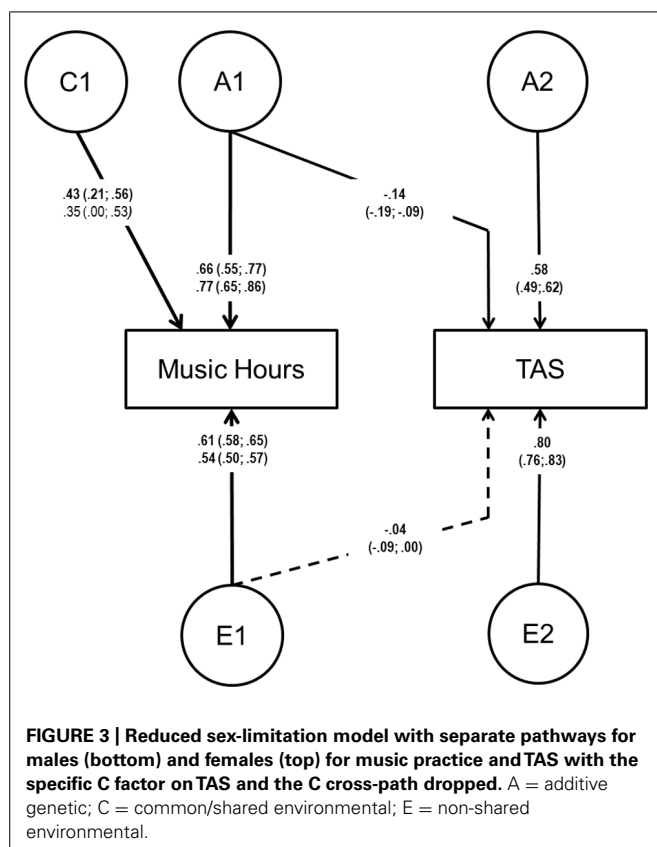 C1
A1
A2
.43 (.21; .56)
.35 (.00; .53)
-.14
(-.19; -.09)
.66 (.55; .77)
.77 (.65; .86)
.58
(.49;.62)
Music Hours
TAS
.61 (.58; .65)
.54 (.50; .57)
.80
(.76;.83)
-.04
(-.09; .00)
E1
E2
FIGURE 3 | Reduced sex-limitation model with separate pathways for
males (bottom) and females (top) for music practice and TAS with the
specific C factor on TAS and the C cross-path dropped. A = additive
genetic; C = common/shared environmental; E = non-shared
environmental.